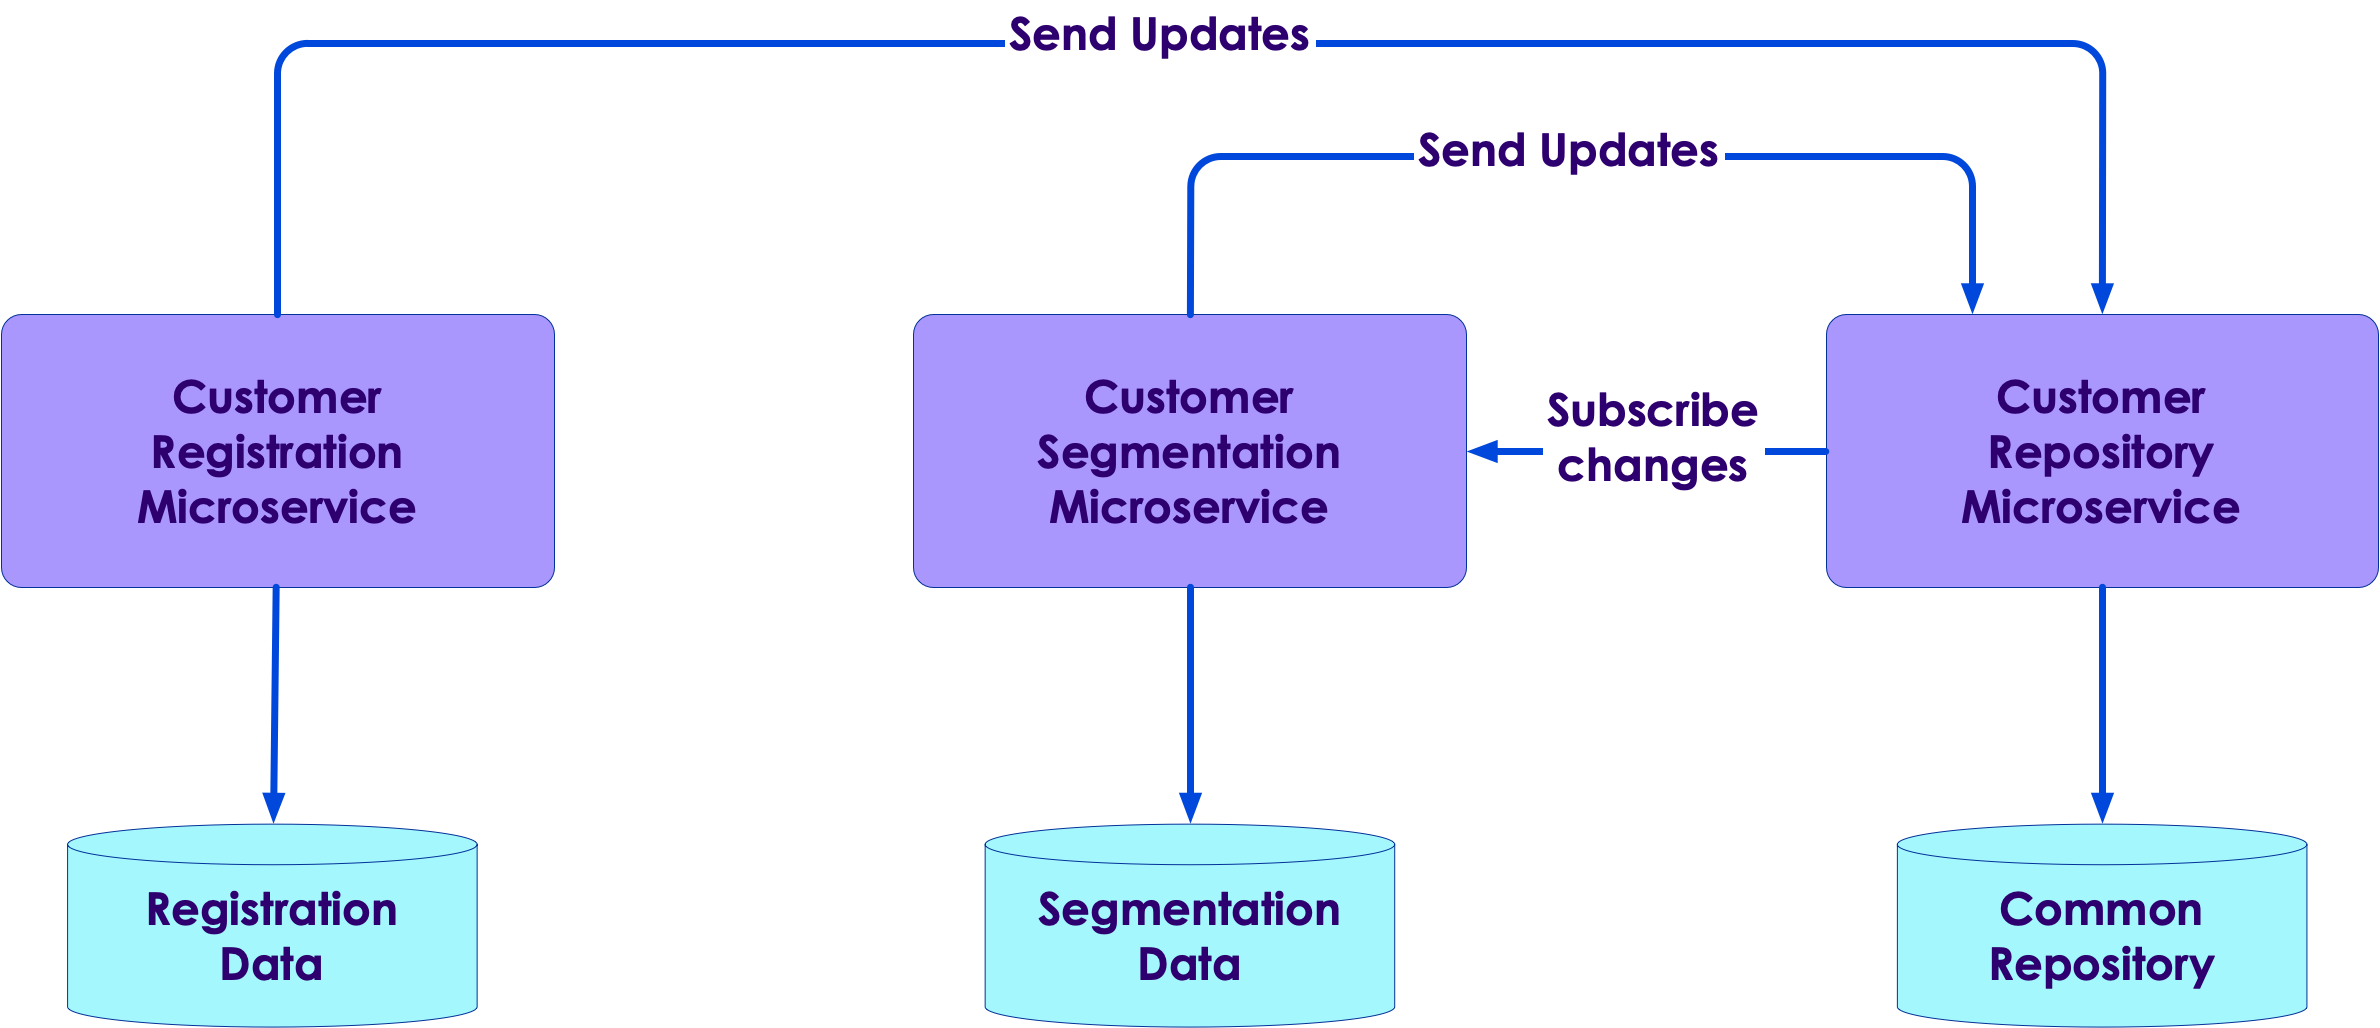 Send Updates
Send Updates
Customer
Registration
Microservice
Customer
Segmentation
Microservice
Subscribe
changes
Customer
Repository
Microservice
Registration
Data
Segmentation
Data
Common
Repository